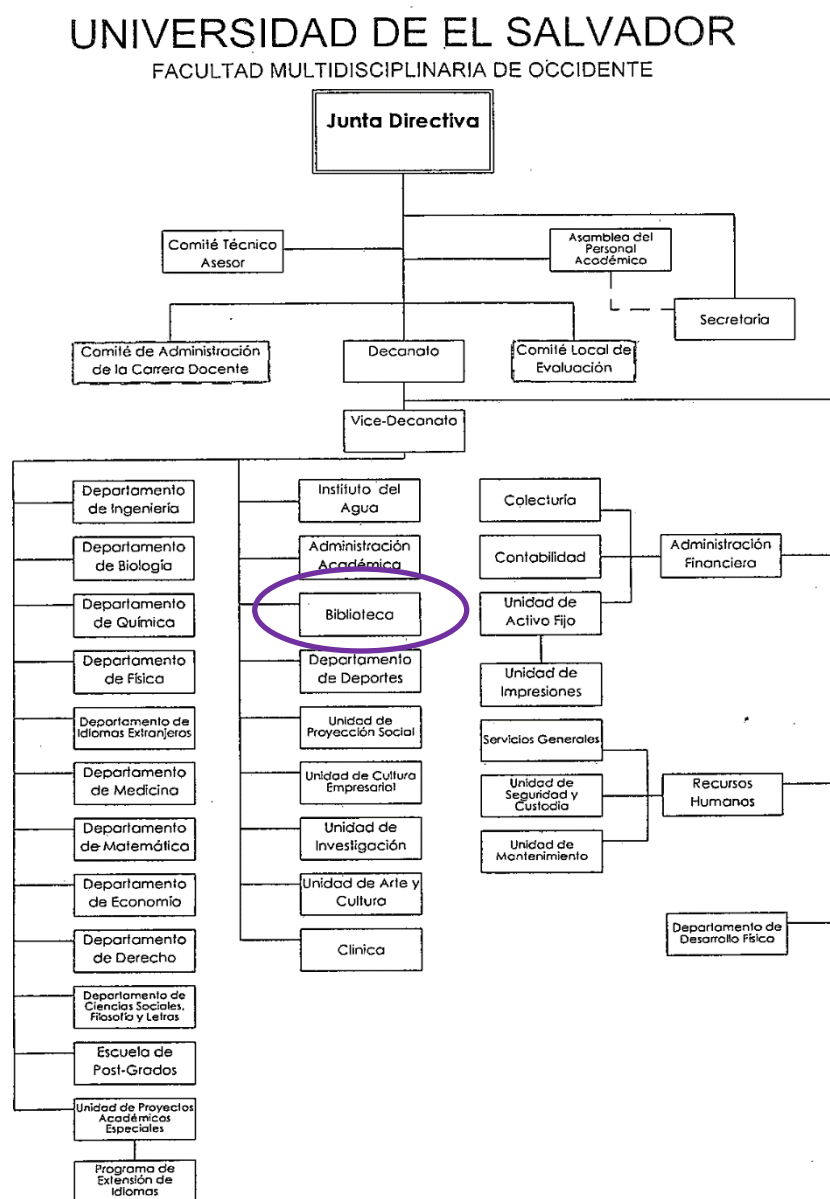 UNIVERSIDAD DE EL SALVADOR
FACULTAD MULTIDISCIPLINARIA DE OCCIDENTE
Junta Directiva
Comité Técnico
Asesor
Asamblea del
Personal
Académico
Secretaria
Comité de Administración
de la Carrera Docente
Decanato
Comité Local de
Evaluación
Vice-Decanato
Departamento
de Ingeniería
Departamento
de Biología
Departamento
de Química
Departamento
de Física
Departamento de
Idiomas Extranjeros
Departamento
de Medicina
Departamento
de Matemática
Departamento
de Economía
Departamento
de Derecho
Departamento de
Ciencias Sociales,
Filosofía y Letras
Escuela de
Post-Grados
Unidad de Proyectos
Académicos
Especiales
Programa de
Extensión de
Idiomas
Instituto del
Agua
Administración
Académica
Biblioteca
Departamento
de Deportes
Unidad de
Proyección Social
Unidad de Cultura
Empresarial
Unidad de
Investigación
Unidad de Arte y
Cultura
Clinica
Colecturía
Contabilidad
Unidad de
Activo Fijo
Unidad de
Impresiones
Servicios Generales
Unidad de
Seguridad y
Custodia
Unidad de
Mantenimiento
Administración
Financiera
Recursos
Humanos
Departamento de
Desarrollo Físico